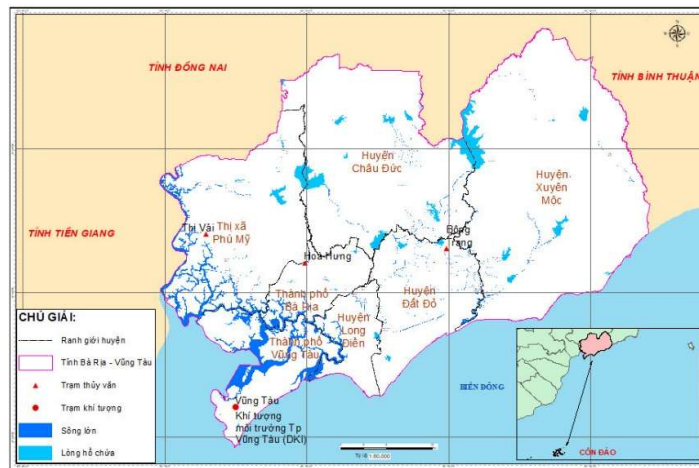 TỈNH ĐỒNG NAI
TỈNH BÌNH THUẬN
Huyện
Châu Đức
Huyện
Xuyên
Mộc
TỈNH TIỀN GIANG
Thị Vải
Thị xã
Phú Mỹ
Hoà Hưng
Sông
Trang
Thành phố
Bà Rịa
Huyện
Đất Đỏ
Huyện
Long
Điền
Thành phố
Vũng Tàu
CHÚ GIẢI:
Ranh giới huyện
Tỉnh Bà Rịa - Vũng Tàu
Trạm thủy văn
Trạm khí tượng
Sông lớn
Lòng hồ chứa
Vũng Tàu
Khí tượng
môi trường Tp
Vũng Tàu (DKI)
BIỂN ĐÔNG
CÔN ĐẢO